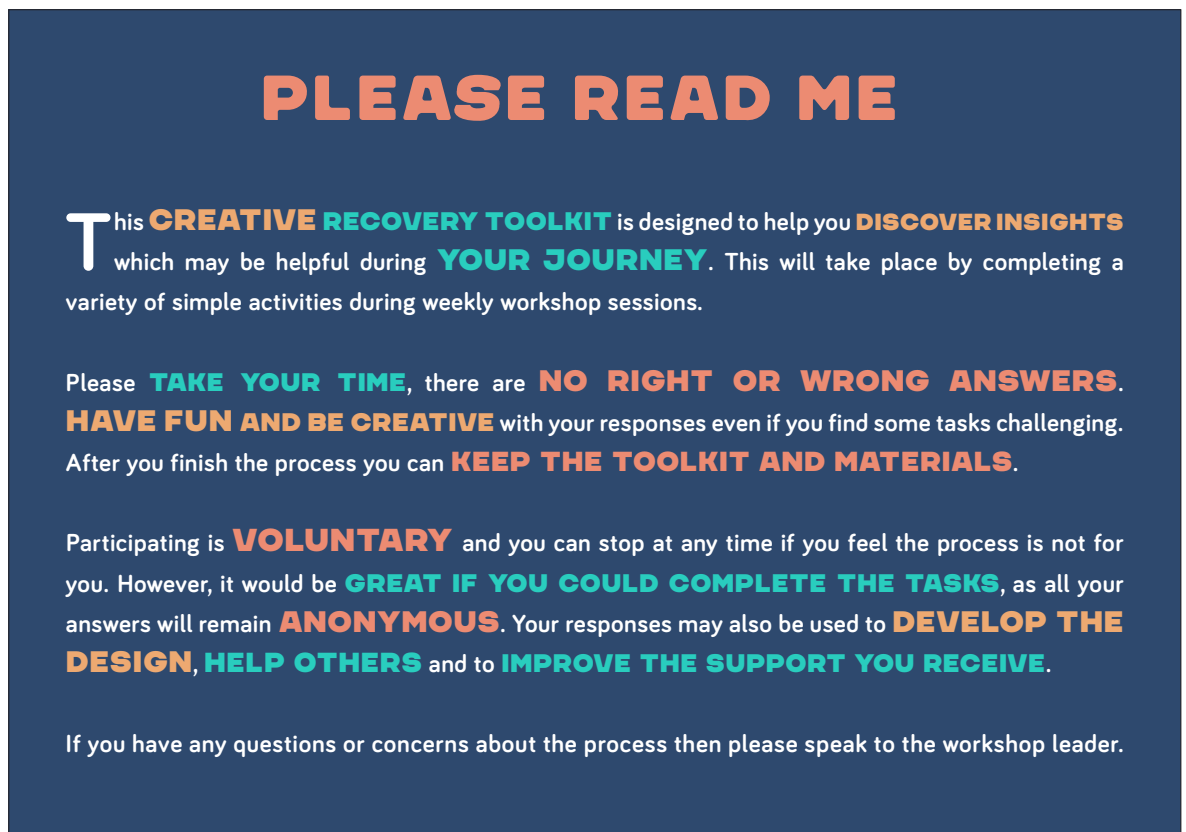 PLEASE READ ME
This CREATIVE RECOVERY TOOLKIT is designed to help you DISCOVER INSIGHTS
which may be helpful during YOUR JOURNEY. This will take place by completing a
variety of simple activities during weekly workshop sessions.
Please TAKE YOUR TIME, there are NO RIGHT OR WRONG ANSWERS.
HAVE FUN AND BE CREATIVE with your responses even if you find some tasks challenging.
After you finish the process you can KEEP THE TOOLKIT AND MATERIALS.
Participating is VOLUNTARY and you can stop at any time if you feel the process is not for
you. However, it would be GREAT IF YOU COULD COMPLETE THE TASKS, as all your
answers will remain ANONYMOUS. Your responses may also be used to DEVELOP THE
DESIGN, HELP OTHERS and to IMPROVE THE SUPPORT YOU RECEIVE.
If you have any questions or concerns about the process then please speak to the workshop leader.